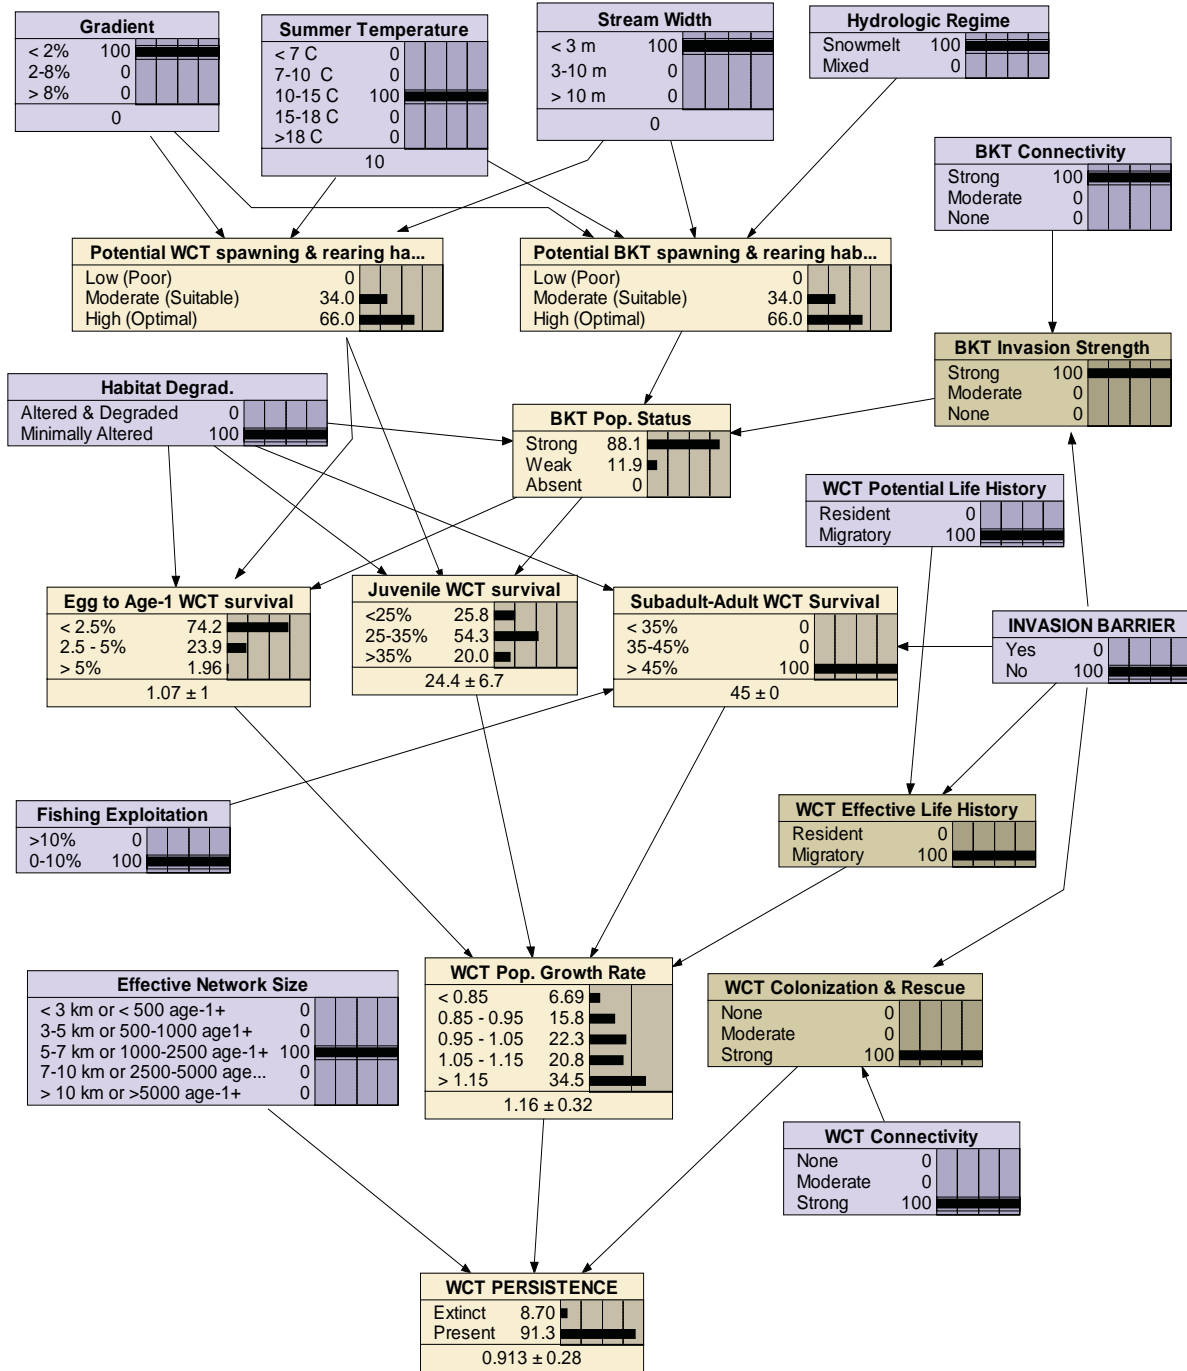 Gradient
< 2% 100
2-8% 0
> 8% 0
0
Summer Temperature
< 7 C 0
7-10 C 0
10-15 C 100
15-18 C 0
>18 C 0
10
Stream Width
< 3 m 100
3-10 m 0
> 10 m 0
0
Hydrologic Regime
Snowmelt 100
Mixed 0
BKT Connectivity
Strong 100
Moderate 0
None 0
Potential WCT spawning & rearing ha...
Low (Poor) 0
Moderate (Suitable) 34.0
High (Optimal) 66.0
Potential BKT spawning & rearing hab...
Low (Poor) 0
Moderate (Suitable) 34.0
High (Optimal) 66.0
BKT Invasion Strength
Strong 100
Moderate 0
None 0
Habitat Degrad.
Altered & Degraded 0
Minimally Altered 100
BKT Pop. Status
Strong 88.1
Weak 11.9
Absent 0
WCT Potential Life History
Resident 0
Migratory 100
Egg to Age-1 WCT survival
< 2.5% 74.2
2.5 - 5% 23.9
> 5% 1.96
1.07 ± 1
Juvenile WCT survival
<25% 25.8
25-35% 54.3
>35% 20.0
24.4 ± 6.7
Subadult-Adult WCT Survival
< 35% 0
35-45% 0
> 45% 100
45 ± 0
INVASION BARRIER
Yes 0
No 100
Fishing Exploitation
>10% 0
0-10% 100
WCT Effective Life History
Resident 0
Migratory 100
Effective Network Size
< 3 km or < 500 age-1+ 0
3-5 km or 500-1000 age1+ 0
5-7 km or 1000-2500 age-1+ 100
7-10 km or 2500-5000 age... 0
> 10 km or >5000 age-1+ 0
WCT Pop. Growth Rate
< 0.85 6.69
0.85 - 0.95 15.8
0.95 - 1.05 22.3
1.05 - 1.15 20.8
> 1.15 34.5
1.16 ± 0.32
WCT Colonization & Rescue
None 0
Moderate 0
Strong 100
WCT Connectivity
None 0
Moderate 0
Strong 100
WCT PERSISTENCE
Extinct 8.70
Present 91.3
0.913 ± 0.28